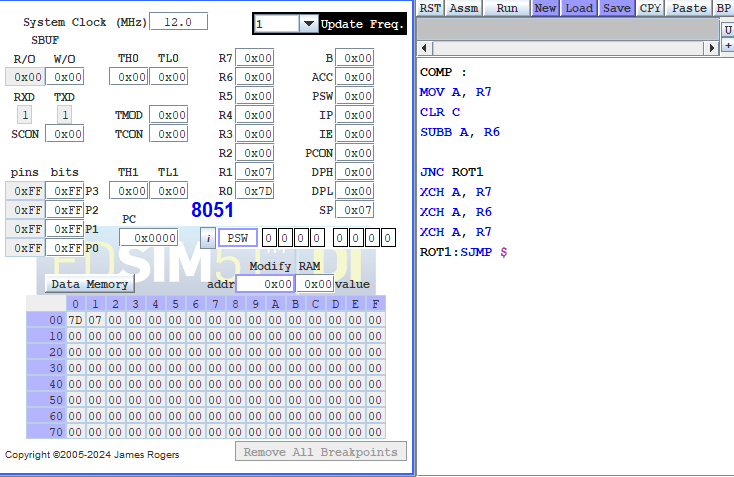 RST Assm Run New Load Save CPY Paste BP
System Clock (MHz) 12.0 1 Update Freq.
SBUF
R/O W/O TH0 TL0 R7 0x00 B 0x00
0x00 0x00 0x00 0x00 R6 0x00 ACC 0x00
RXD TXD R5 0x00 PSW 0x00
1 1 TMOD 0x00 R4 0x00 IP 0x00
SCON 0x00 TCON 0x00 R3 0x00 IE 0x00
R2 0x00 PCON 0x00
pins bits TH1 TL1 R1 0x07 DPH 0x00
0xFF 0xFF P3 0x00 0x00 R0 0x7D DPL 0x00
0xFF 0xFF P2 8051 SP 0x07
0xFF 0xFF P1 PC
0xFF 0xFF P0 0x0000 i PSW 0 0 0 0 0 0 0 0
Modify RAM
Data Memory addr 0x00 0x00 value
0 1 2 3 4 5 6 7 8 9 A B C D E F
00 7D 07 00 00 00 00 00 00 00 00 00 00 00 00 00 00
10 00 00 00 00 00 00 00 00 00 00 00 00 00 00 00 00
20 00 00 00 00 00 00 00 00 00 00 00 00 00 00 00 00
30 00 00 00 00 00 00 00 00 00 00 00 00 00 00 00 00
40 00 00 00 00 00 00 00 00 00 00 00 00 00 00 00 00
50 00 00 00 00 00 00 00 00 00 00 00 00 00 00 00 00
60 00 00 00 00 00 00 00 00 00 00 00 00 00 00 00 00
70 00 00 00 00 00 00 00 00 00 00 00 00 00 00 00 00
Copyright ©2005-2024 James Rogers Remove All Breakpoints
U
+
COMP :
MOV A, R7
CLR C
SUBB A, R6
JNC ROT1
XCH A, R7
XCH A, R6
XCH A, R7
ROT1:SJMP $